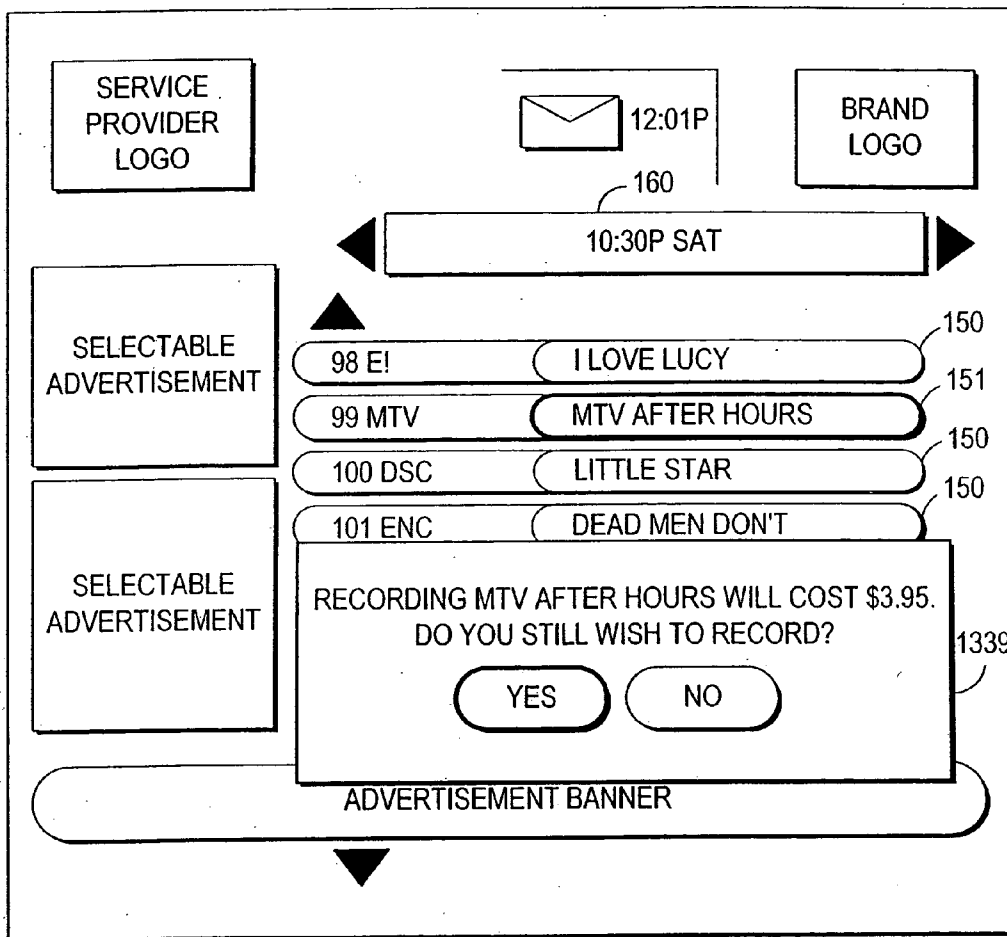 SERVICE
PROVIDER
LOGO
12:01P
BRAND
LOGO
160
10:30P SAT
SELECTABLE
ADVERTISEMENT
150
98 E! I LOVE LUCY
151
99 MTV MTV AFTER HOURS
150
100 DSC LITTLE STAR
150
101 ENC DEAD MEN DON'T
SELECTABLE
ADVERTISEMENT
RECORDING MTV AFTER HOURS WILL COST $3.95.
DO YOU STILL WISH TO RECORD?
1339
YES NO
ADVERTISEMENT BANNER